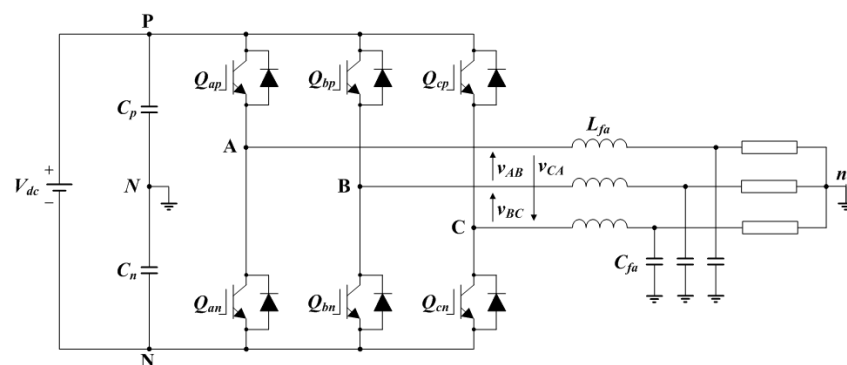 P
Q_ap
Q_bp
Q_cp
C_p
L_fa
A
+
V_dc
−
N
v_AB
v_CA
n
B
v_BC
C
C_n
C_fa
Q_an
Q_bn
Q_cn
N